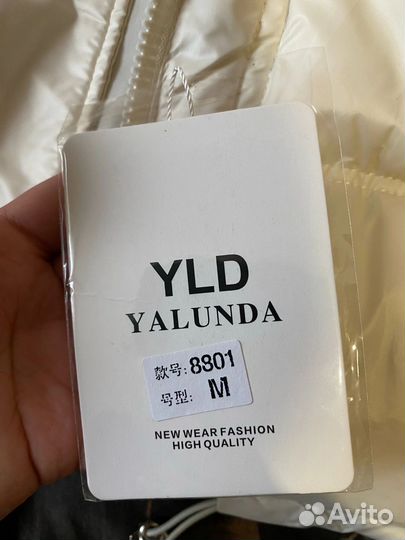 YLD
YALUNDA
款号: 8801
号型: M
NEW WEAR FASHION
HIGH QUALITY
Avito